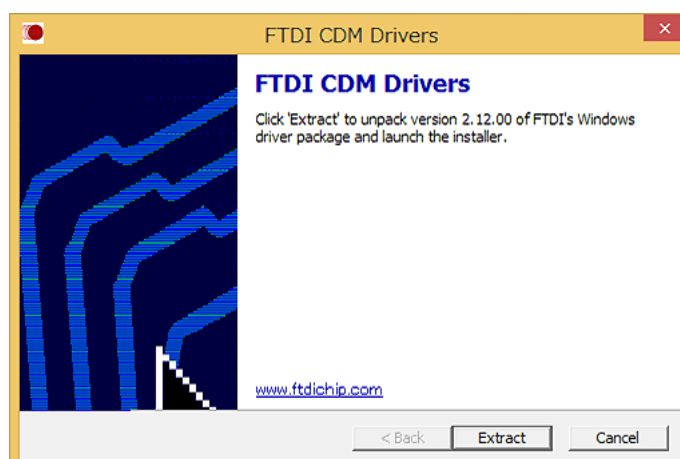 FTDI CDM Drivers
FTDI CDM Drivers
Click 'Extract' to unpack version 2.12.00 of FTDI's Windows
driver package and launch the installer.
www.ftdichip.com
< Back Extract Cancel